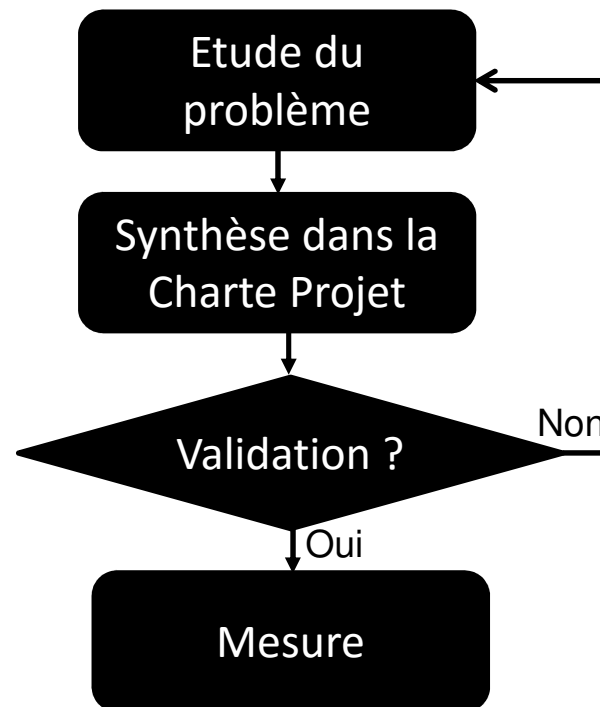 Etude du
problème
Synthèse dans la
Charte Projet
Validation ?
Non
Oui
Mesure